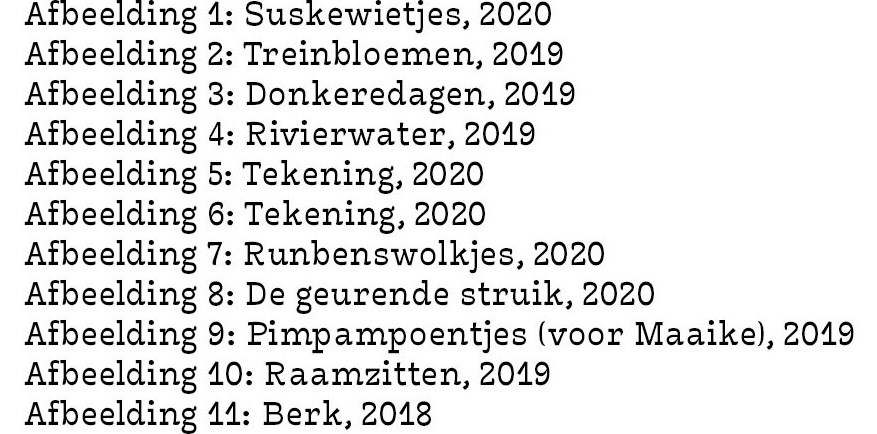 Afbeelding 1: Suskewietjes, 2020
Afbeelding 2: Treinbloemen, 2019
Afbeelding 3: Donkeredagen, 2019
Afbeelding 4: Rivierwater, 2019
Afbeelding 5: Tekening, 2020
Afbeelding 6: Tekening, 2020
Afbeelding 7: Runbenswolkjes, 2020
Afbeelding 8: De geurende struik, 2020
Afbeelding 9: Pimpampoentjes (voor Maaike), 2019
Afbeelding 10: Raamzitten, 2019
Afbeelding 11: Berk, 2018